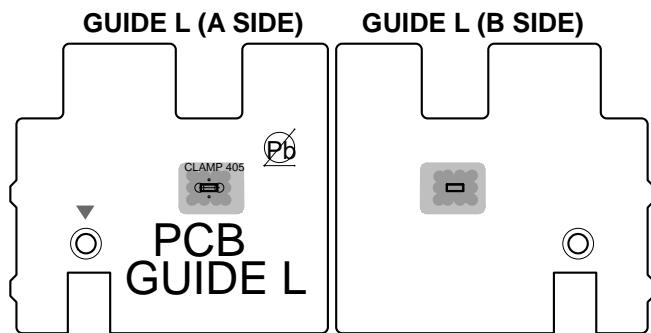 GUIDE L (A SIDE)
GUIDE L (B SIDE)
Pb
CLAMP 405
PCB
GUIDE L